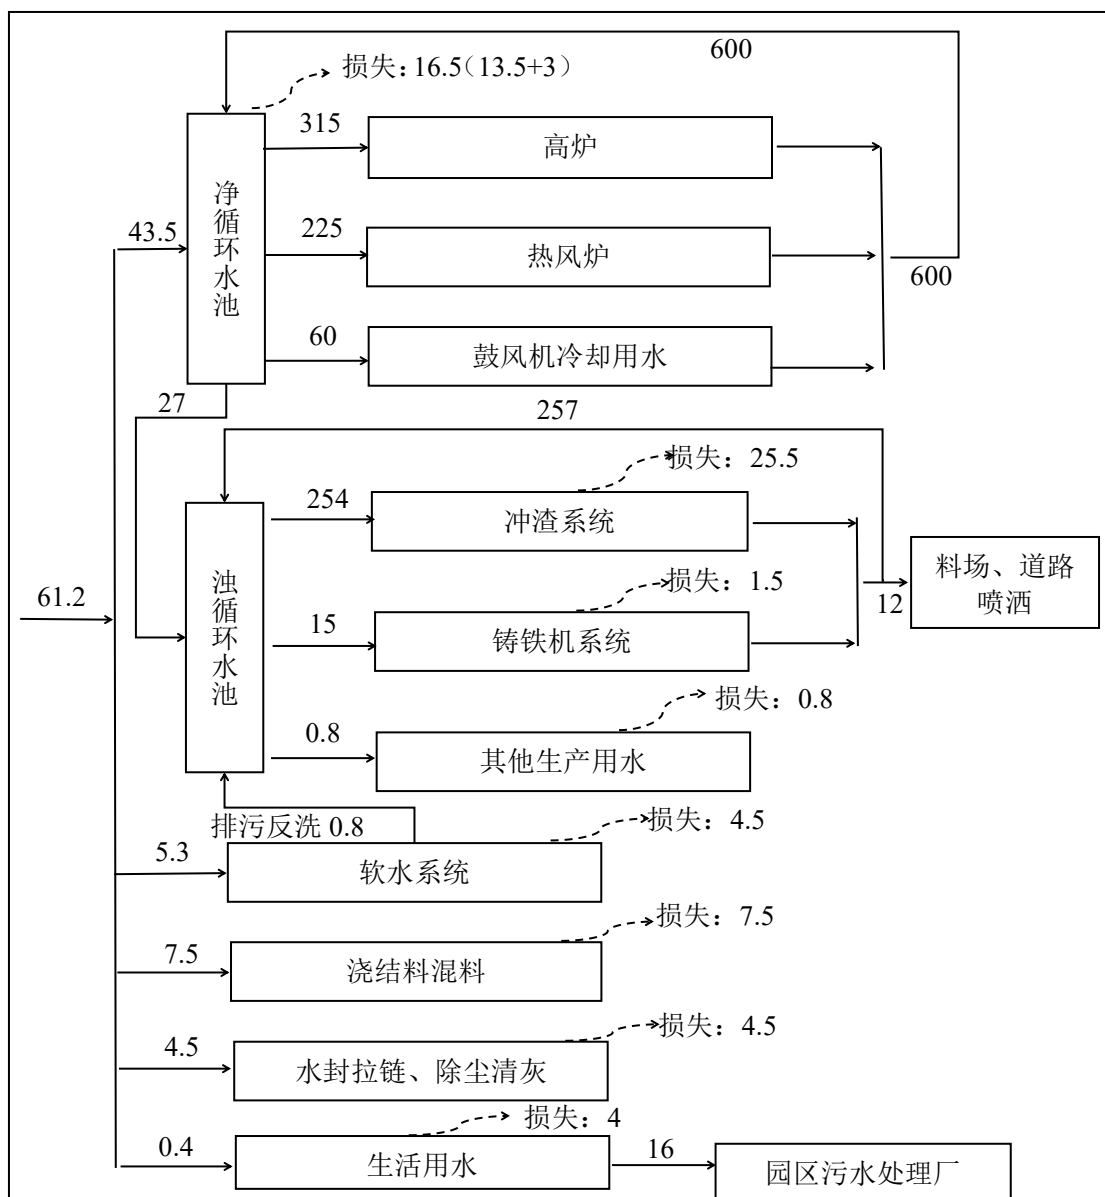 600
损失：16.5（13.5+3）
315
高炉
净循环水池
43.5
225
热风炉
600
60
鼓风机冷却用水
27
257
损失：25.5
254
冲渣系统
料场、道路
喷洒
浊循环水池
61.2
损失：1.5
12
15
铸铁机系统
损失：0.8
0.8
其他生产用水
排污反洗 0.8
损失：4.5
5.3
软水系统
损失：7.5
7.5
浇结料混料
损失：4.5
4.5
水封拉链、除尘清灰
损失：4
0.4
生活用水
16
园区污水处理厂